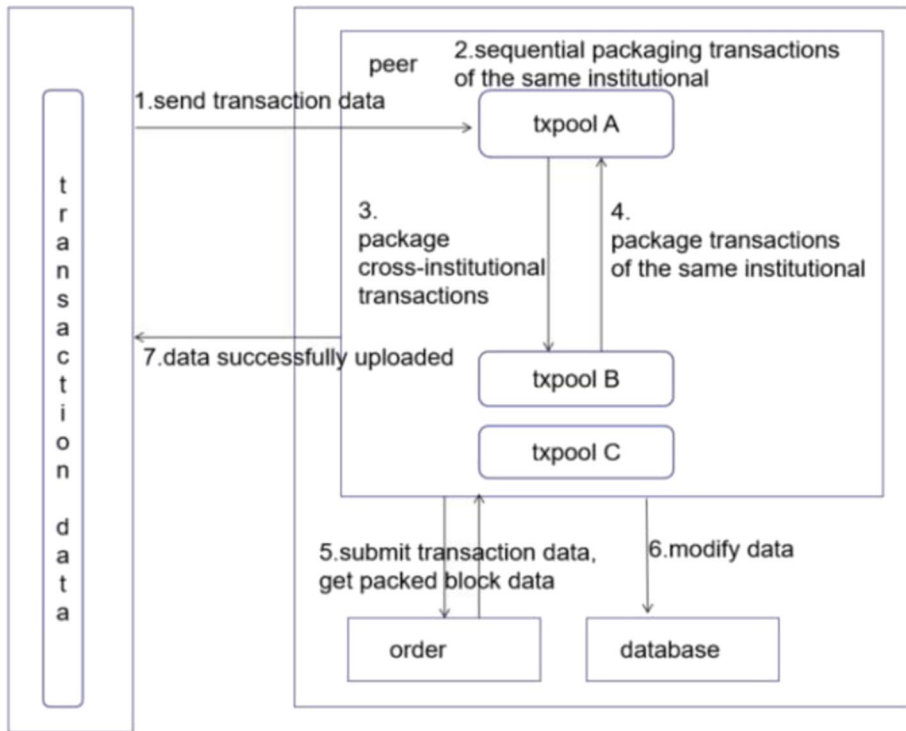 transaction data
1.send transaction data
peer
2.sequential packaging transactions
of the same institutional
txpool A
3.
package
cross-institutional
transactions
4.
package transactions
of the same institutional
7.data successfully uploaded
txpool B
txpool C
5.submit transaction data,
get packed block data
6.modify data
order
database